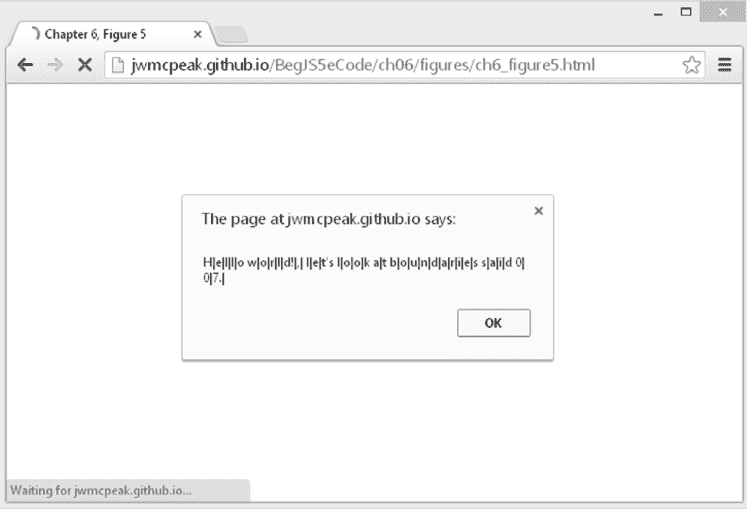 Chapter 6, Figure 5
jwmcpeak.github.io/BegJS5eCode/ch06/figures/ch6_figure5.html
The page at jwmcpeak.github.io says:
H|e|l|l|o w|o|r|l|d!|,| l|e|t's l|o|o|k a|t b|o|u|n|d|a|r|i|e|s s|a|i|d 0|
0|7.|
OK
Waiting for jwmcpeak.github.io...